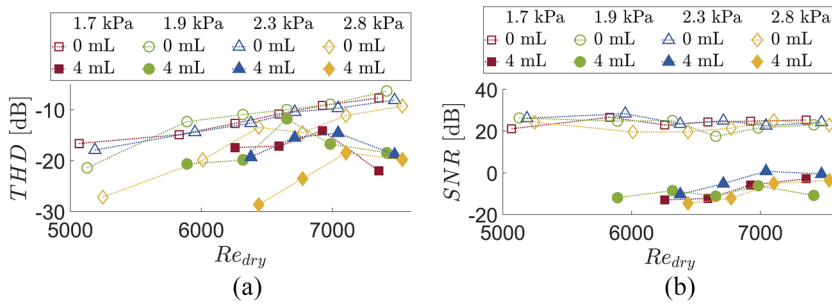 1.7 kPa 1.9 kPa 2.3 kPa 2.8 kPa
0 mL 0 mL 0 mL 0 mL
4 mL 4 mL 4 mL 4 mL
THD [dB]
-10
-20
-30
5000 6000 7000
Re_dry
(a)
1.7 kPa 1.9 kPa 2.3 kPa 2.8 kPa
0 mL 0 mL 0 mL 0 mL
4 mL 4 mL 4 mL 4 mL
SNR [dB]
40
20
0
-20
5000 6000 7000
Re_dry
(b)